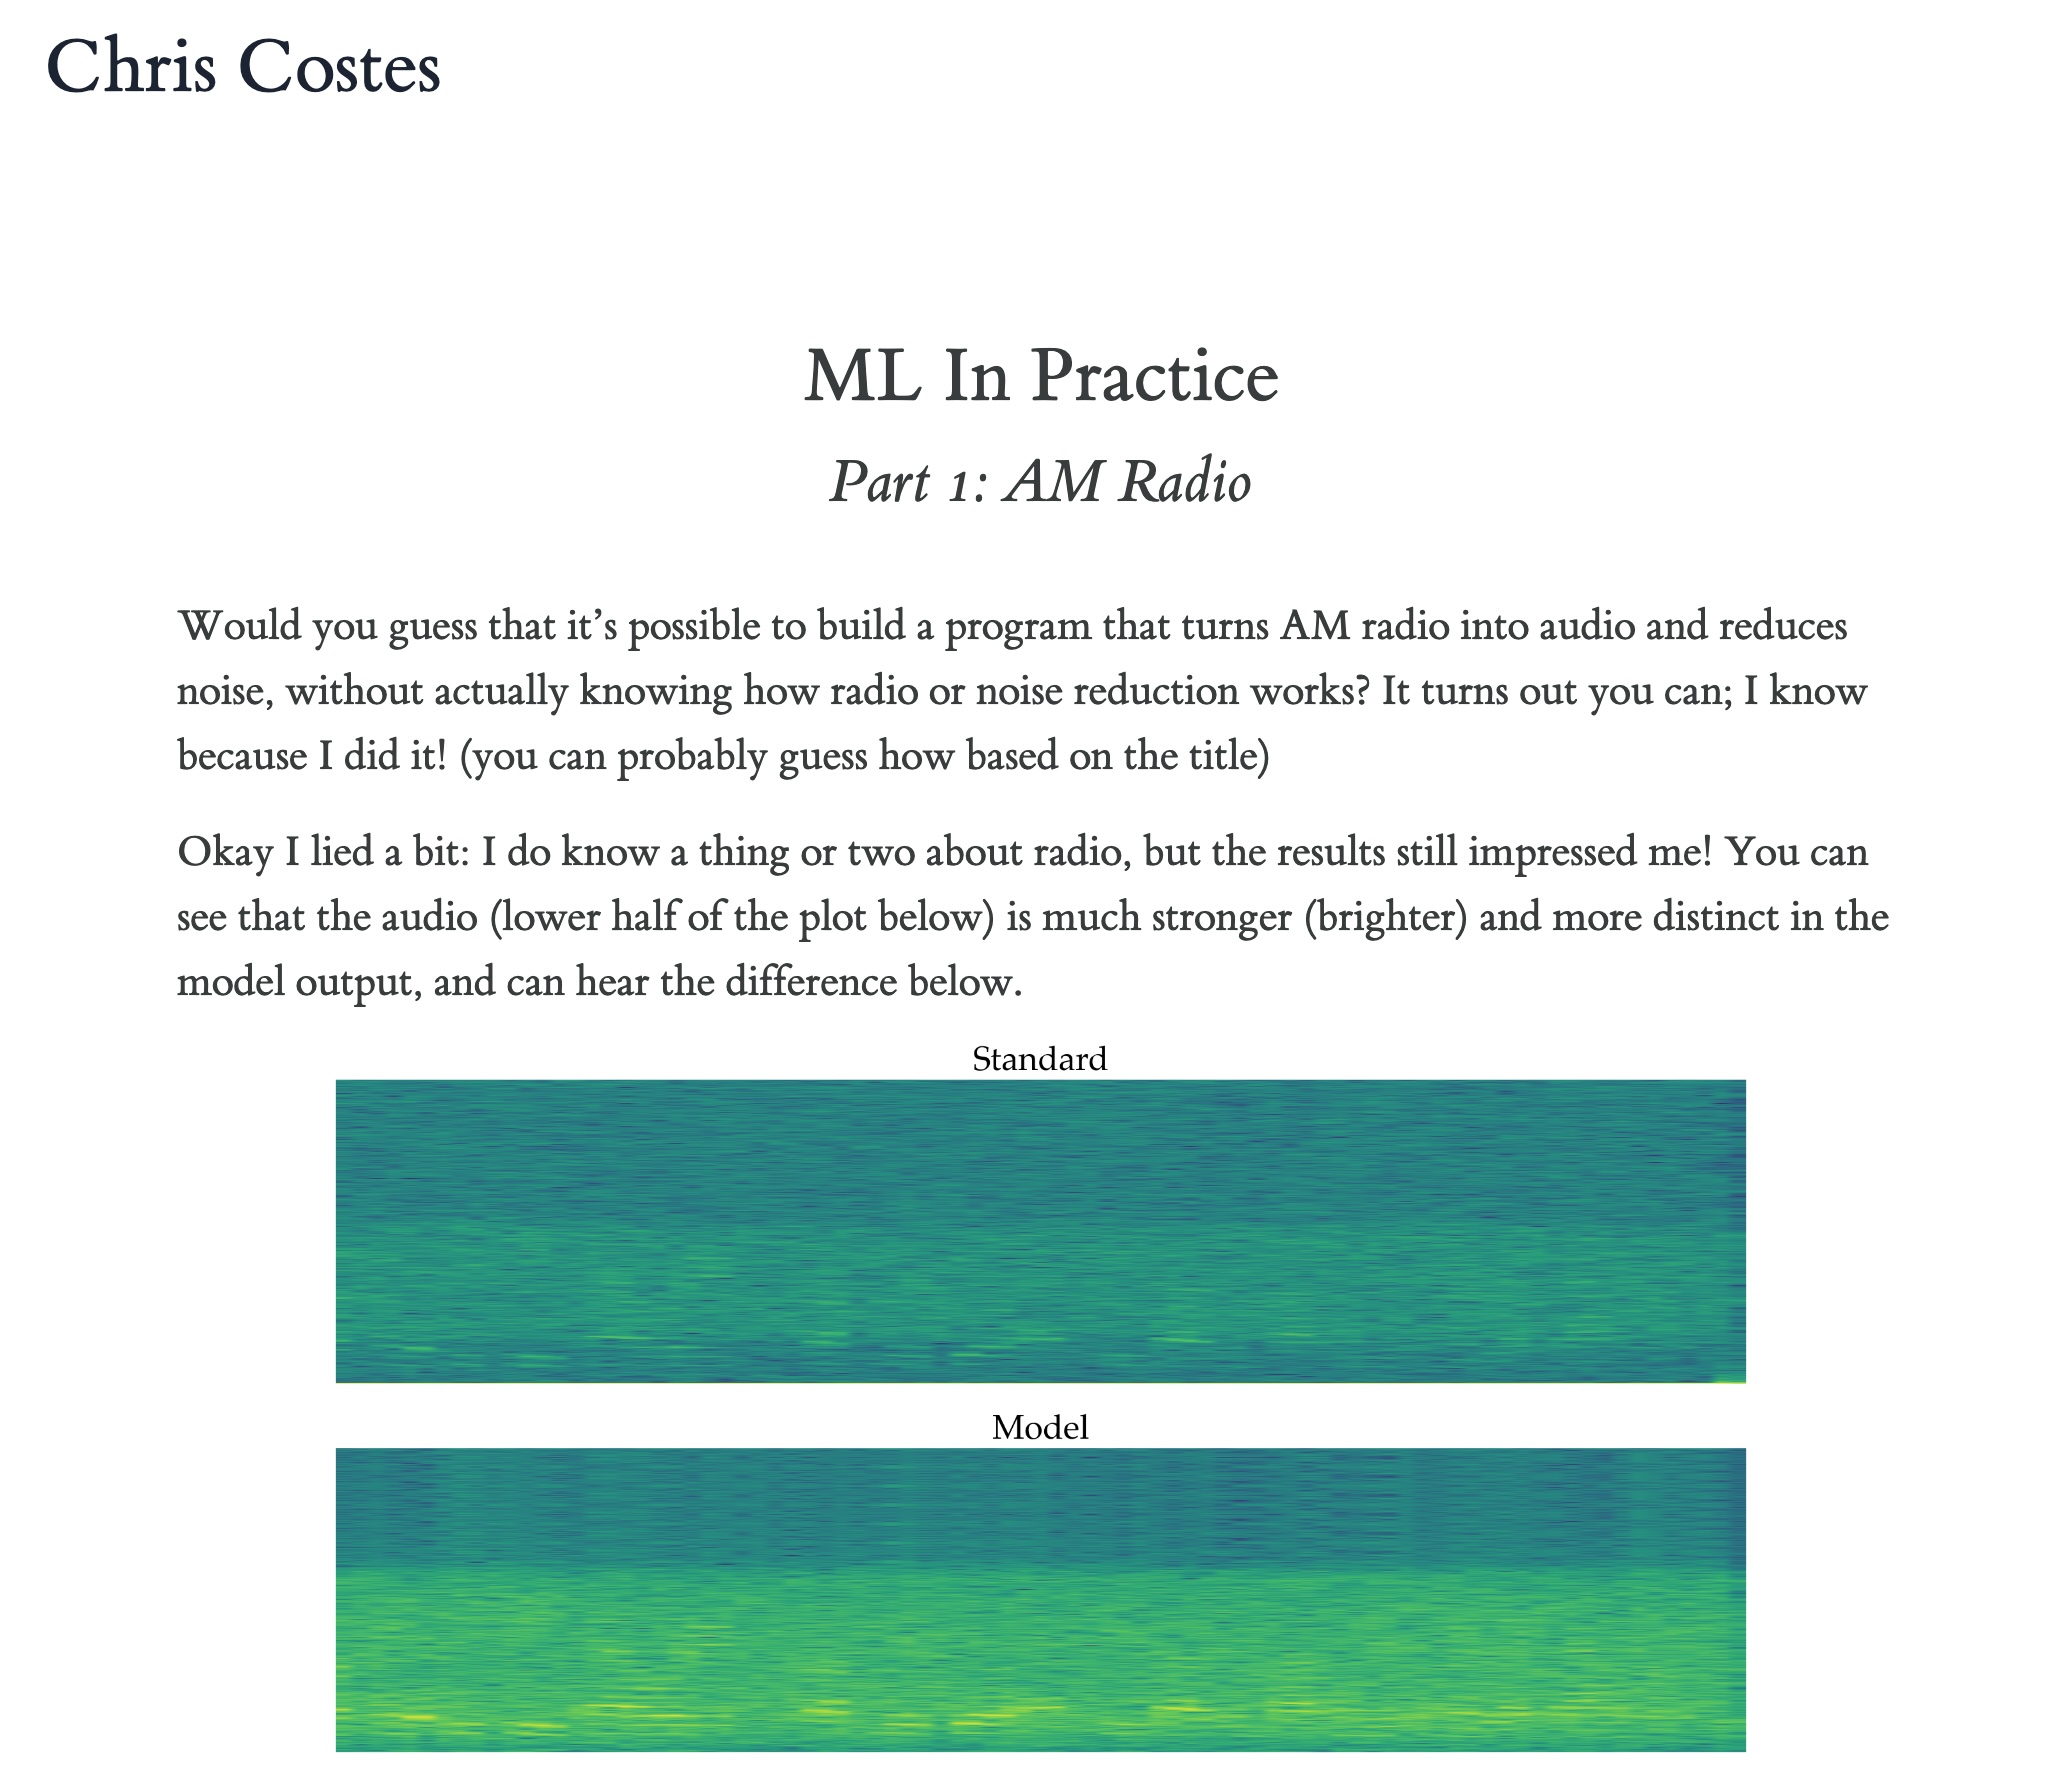 Chris Costes
ML In Practice
Part 1: AM Radio
Would you guess that it’s possible to build a program that turns AM radio into audio and reduces
noise, without actually knowing how radio or noise reduction works? It turns out you can; I know
because I did it! (you can probably guess how based on the title)
Okay I lied a bit: I do know a thing or two about radio, but the results still impressed me! You can
see that the audio (lower half of the plot below) is much stronger (brighter) and more distinct in the
model output, and can hear the difference below.
Standard
Model